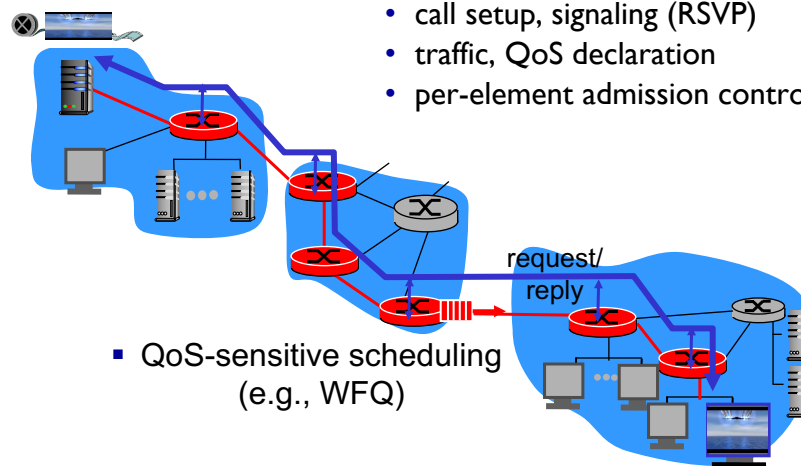 • call setup, signaling (RSVP)
• traffic, QoS declaration
• per-element admission contro
request/
reply
▪ QoS-sensitive scheduling
(e.g., WFQ)